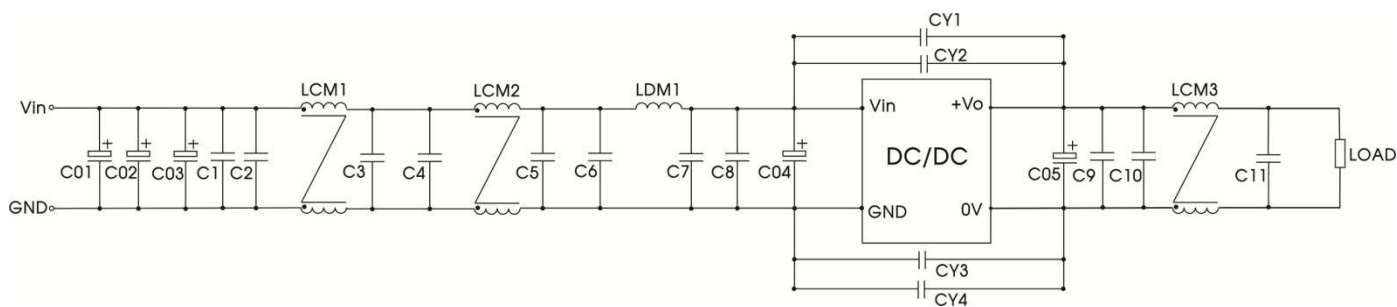 CY1
CY2
LCM1
LCM2
LDM1
LCM3
Vin
Vin
+Vo
DC/DC
C01
C02
C03
C1
C2
C3
C4
C5
C6
C7
C8
C04
C05
C9
C10
C11
LOAD
GND
GND
0V
CY3
CY4